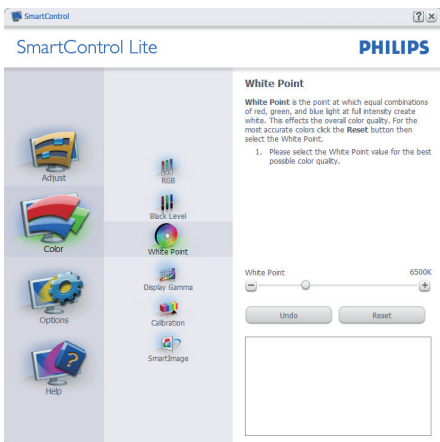 SmartControl
SmartControl Lite
PHILIPS
Adjust
Color
Options
Help
RGB
Black Level
White Point
Display Gamma
Calibration
SmartImage
White Point
White Point is the point at which equal combinations
of red, green, and blue light at full intensity create
white. This effects the overall color quality. For the
most accurate colors click the Reset button then
select the White Point.
1. Please select the White Point value for the best
possible color quality.
White Point 6500K
Undo Reset